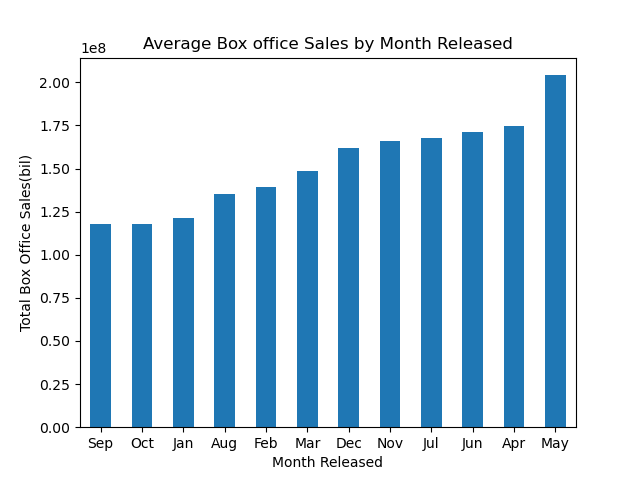 Average Box office Sales by Month Released
1e8
2.00
1.75
1.50
1.25
1.00
0.75
0.50
0.25
0.00
Total Box Office Sales(bil)
Sep Oct Jan Aug Feb Mar Dec Nov Jul Jun Apr May
Month Released